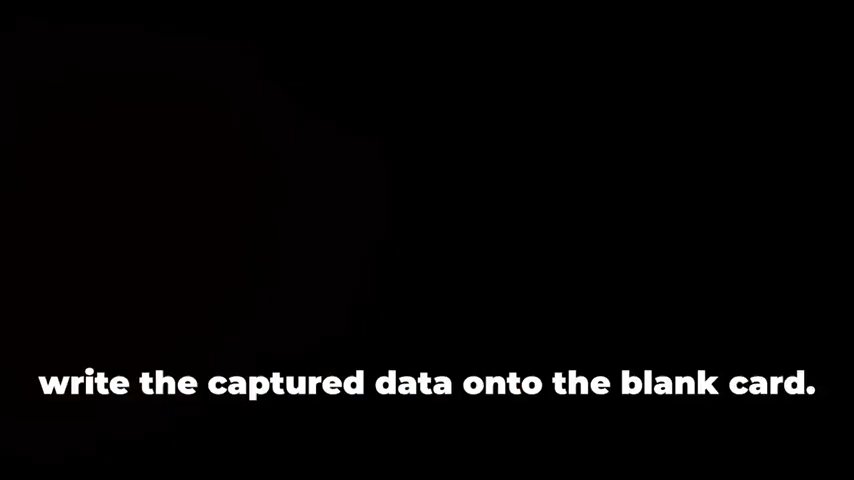 write the captured data onto the blank card.